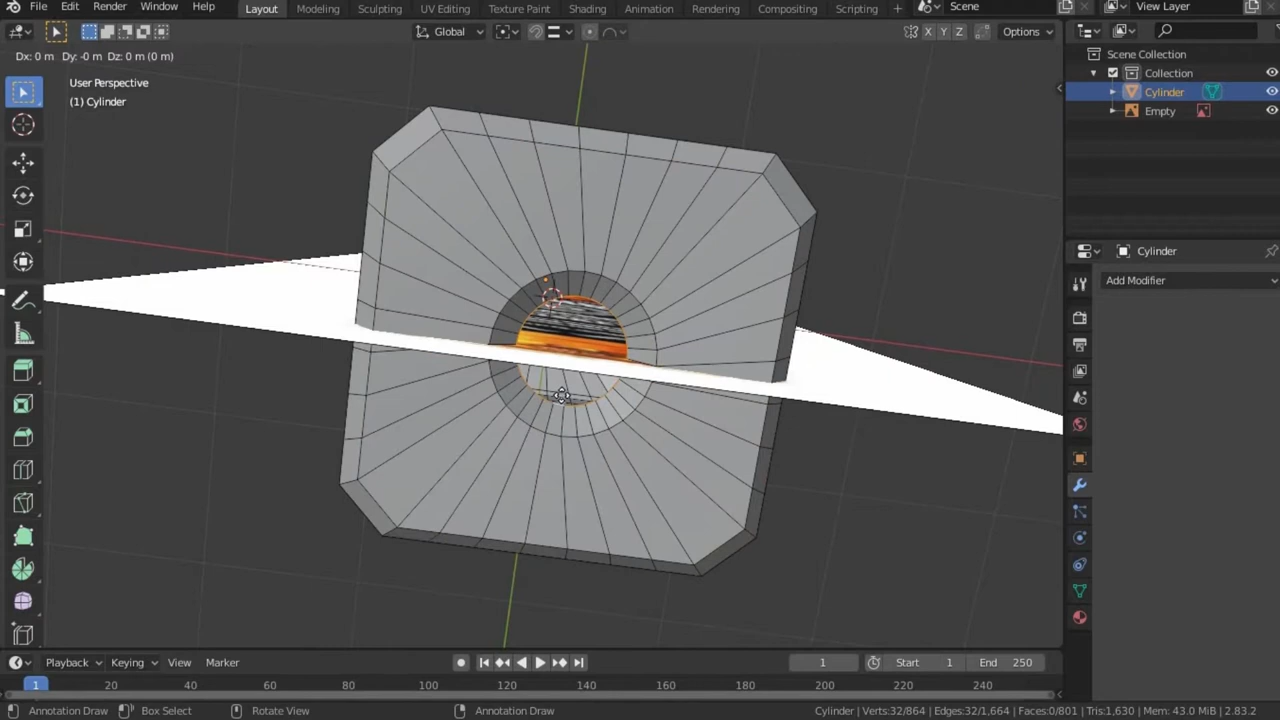 File Edit Render Window Help Layout Modeling Sculpting UV Editing Texture Paint Shading Animation Rendering Compositing Scripting + Scene View Layer
Global X Y Z Options
Dx: 0 m Dy: -0 m Dz: 0 m (0 m)
User Perspective
(1) Cylinder
Scene Collection
Collection
Cylinder
Empty
Cylinder
Add Modifier
Playback Keying View Marker 1 Start 1 End 250
1 20 40 60 80 100 120 140 160 180 200 220 240
Annotation Draw Box Select Rotate View Annotation Draw Cylinder | Verts:32/864 | Edges:32/1,664 | Faces:0/801 | Tris:1,630 | Mem: 43.0 MiB | 2.83.2